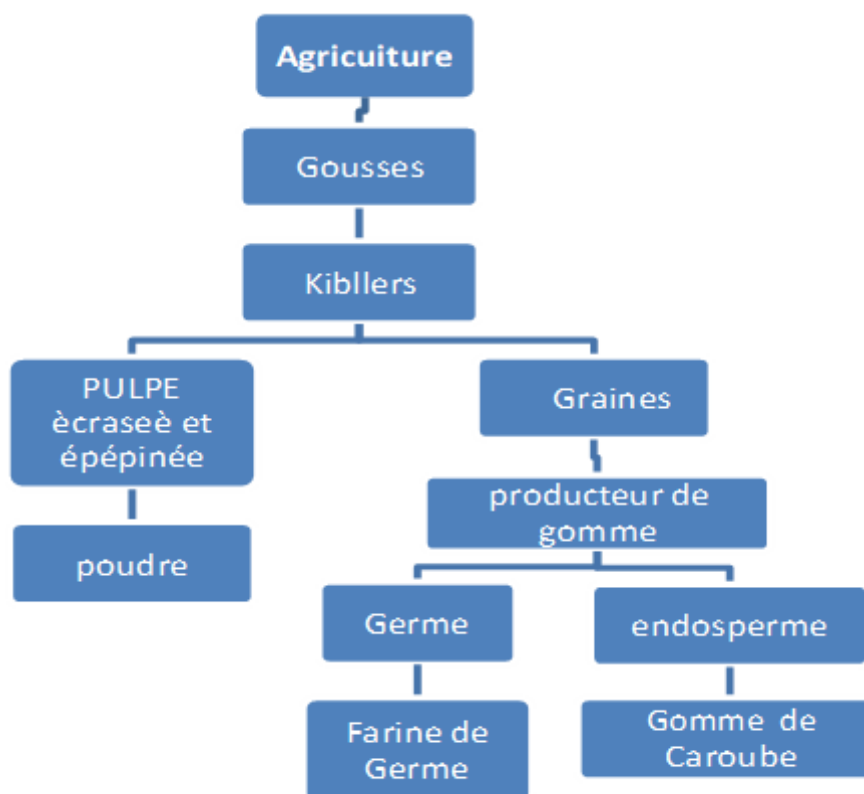 Agricuiture
Gousses
Kibllers
PULPE
ècraseè et
épépinée
Graines
producteur de
gomme
poudre
Germe
endosperme
Farine de
Germe
Gomme de
Caroube